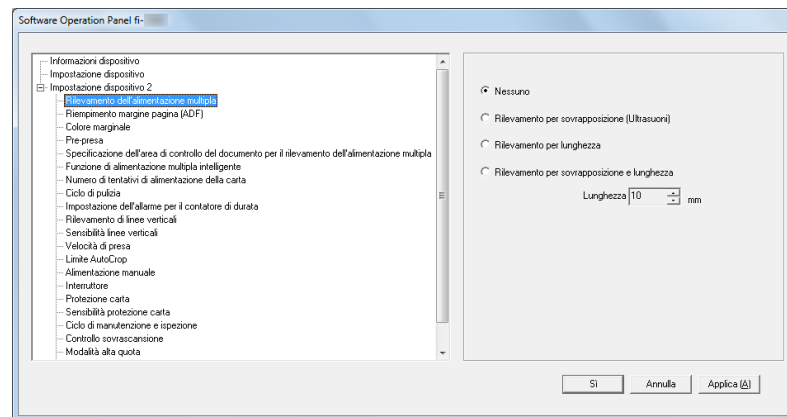 Software Operation Panel fi-
Informazioni dispositivo
Impostazione dispositivo
Impostazione dispositivo 2
Rilevamento dell'alimentazione multipla
Riempimento margine pagina (ADF)
Colore marginale
Pre-presa
Specificazione dell'area di controllo del documento per il rilevamento dell'alimentazione multipla
Funzione di alimentazione multipla intelligente
Numero di tentativi di alimentazione della carta
Ciclo di pulizia
Impostazione dell'allarme per il contatore di durata
Rilevamento di linee verticali
Sensibilità linee verticali
Velocità di presa
Limite AutoCrop
Alimentazione manuale
Interruttore
Protezione carta
Sensibilità protezione carta
Ciclo di manutenzione e ispezione
Controllo sovrascansione
Modalità alta quota
Nessuno
Rilevamento per sovrapposizione (Ultrasuoni)
Rilevamento per lunghezza
Rilevamento per sovrapposizione e lunghezza
Lunghezza 10 mm
Sì Annulla Applica (A)